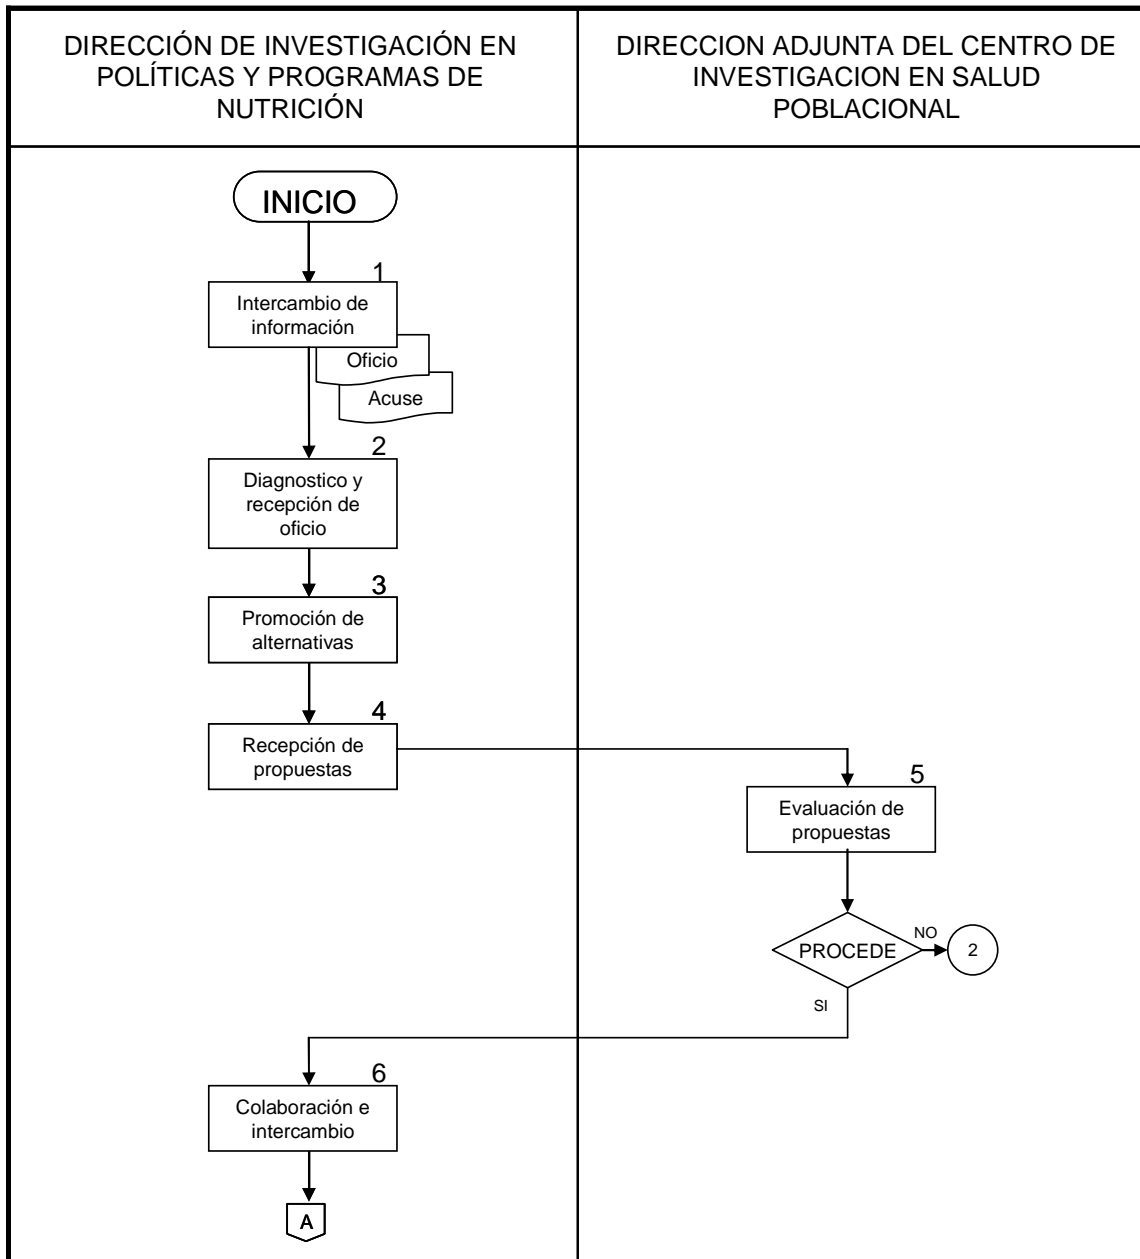 DIRECCIÓN DE INVESTIGACIÓN EN
POLÍTICAS Y PROGRAMAS DE
NUTRICIÓN
DIRECCION ADJUNTA DEL CENTRO DE
INVESTIGACION EN SALUD
POBLACIONAL
INICIO
1
Intercambio de
información
Oficio
Acuse
2
Diagnostico y
recepción de
oficio
3
Promoción de
alternativas
4
Recepción de
propuestas
5
Evaluación de
propuestas
PROCEDE
NO
2
SI
6
Colaboración e
intercambio
A